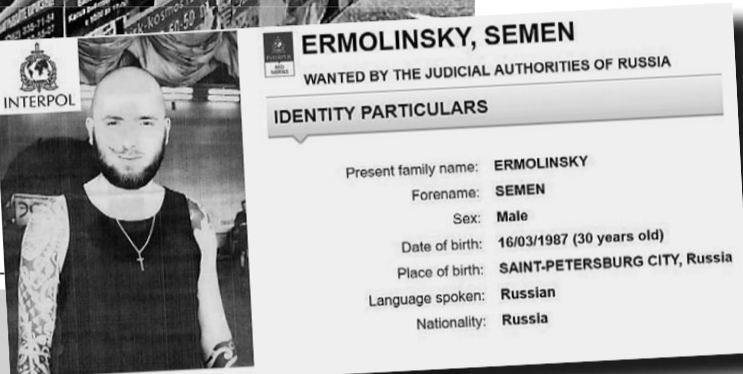 INTERPOL
ERMOLINSKY, SEMEN
WANTED BY THE JUDICIAL AUTHORITIES OF RUSSIA
IDENTITY PARTICULARS
Present family name: ERMOLINSKY
Forename: SEMEN
Sex: Male
Date of birth: 16/03/1987 (30 years old)
Place of birth: SAINT-PETERSBURG CITY, Russia
Language spoken: Russian
Nationality: Russia